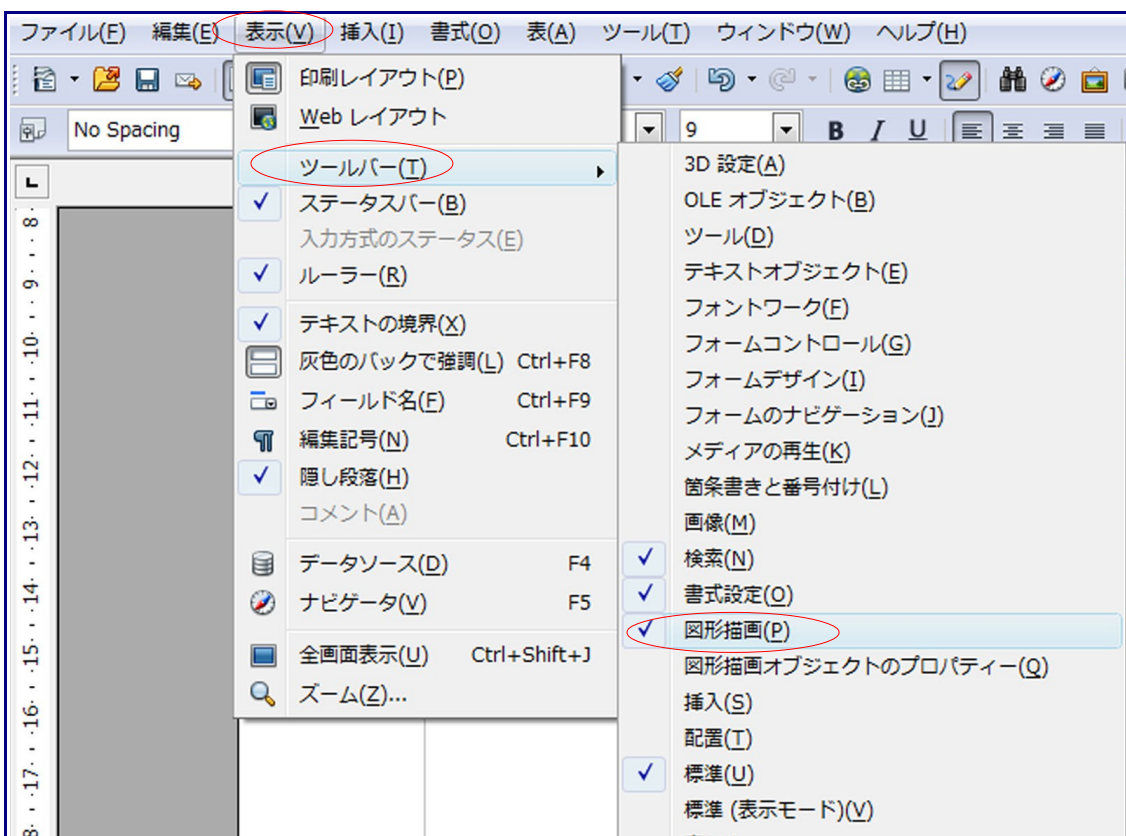 ファイル(F) 編集(E) 表示(V) 挿入(I) 書式(O) 表(A) ツール(T) ウィンドウ(W) ヘルプ(H)
No Spacing
9
B I U
印刷レイアウト(P)
Web レイアウト
ツールバー(T)
ステータスバー(B)
入力方式のステータス(E)
ルーラー(R)
テキストの境界(X)
灰色のバックで強調(L) Ctrl+F8
フィールド名(F) Ctrl+F9
編集記号(N) Ctrl+F10
隠し段落(H)
コメント(A)
データソース(D) F4
ナビゲータ(V) F5
全画面表示(U) Ctrl+Shift+J
ズーム(Z)...
3D 設定(A)
OLE オブジェクト(B)
ツール(D)
テキストオブジェクト(E)
フォントワーク(F)
フォームコントロール(G)
フォームデザイン(I)
フォームのナビゲーション(J)
メディアの再生(K)
箇条書きと番号付け(L)
画像(M)
検索(N)
書式設定(O)
図形描画(P)
図形描画オブジェクトのプロパティー(Q)
挿入(S)
配置(T)
標準(U)
標準 (表示モード)(V)
8
9
10
11
12
13
14
15
16
17